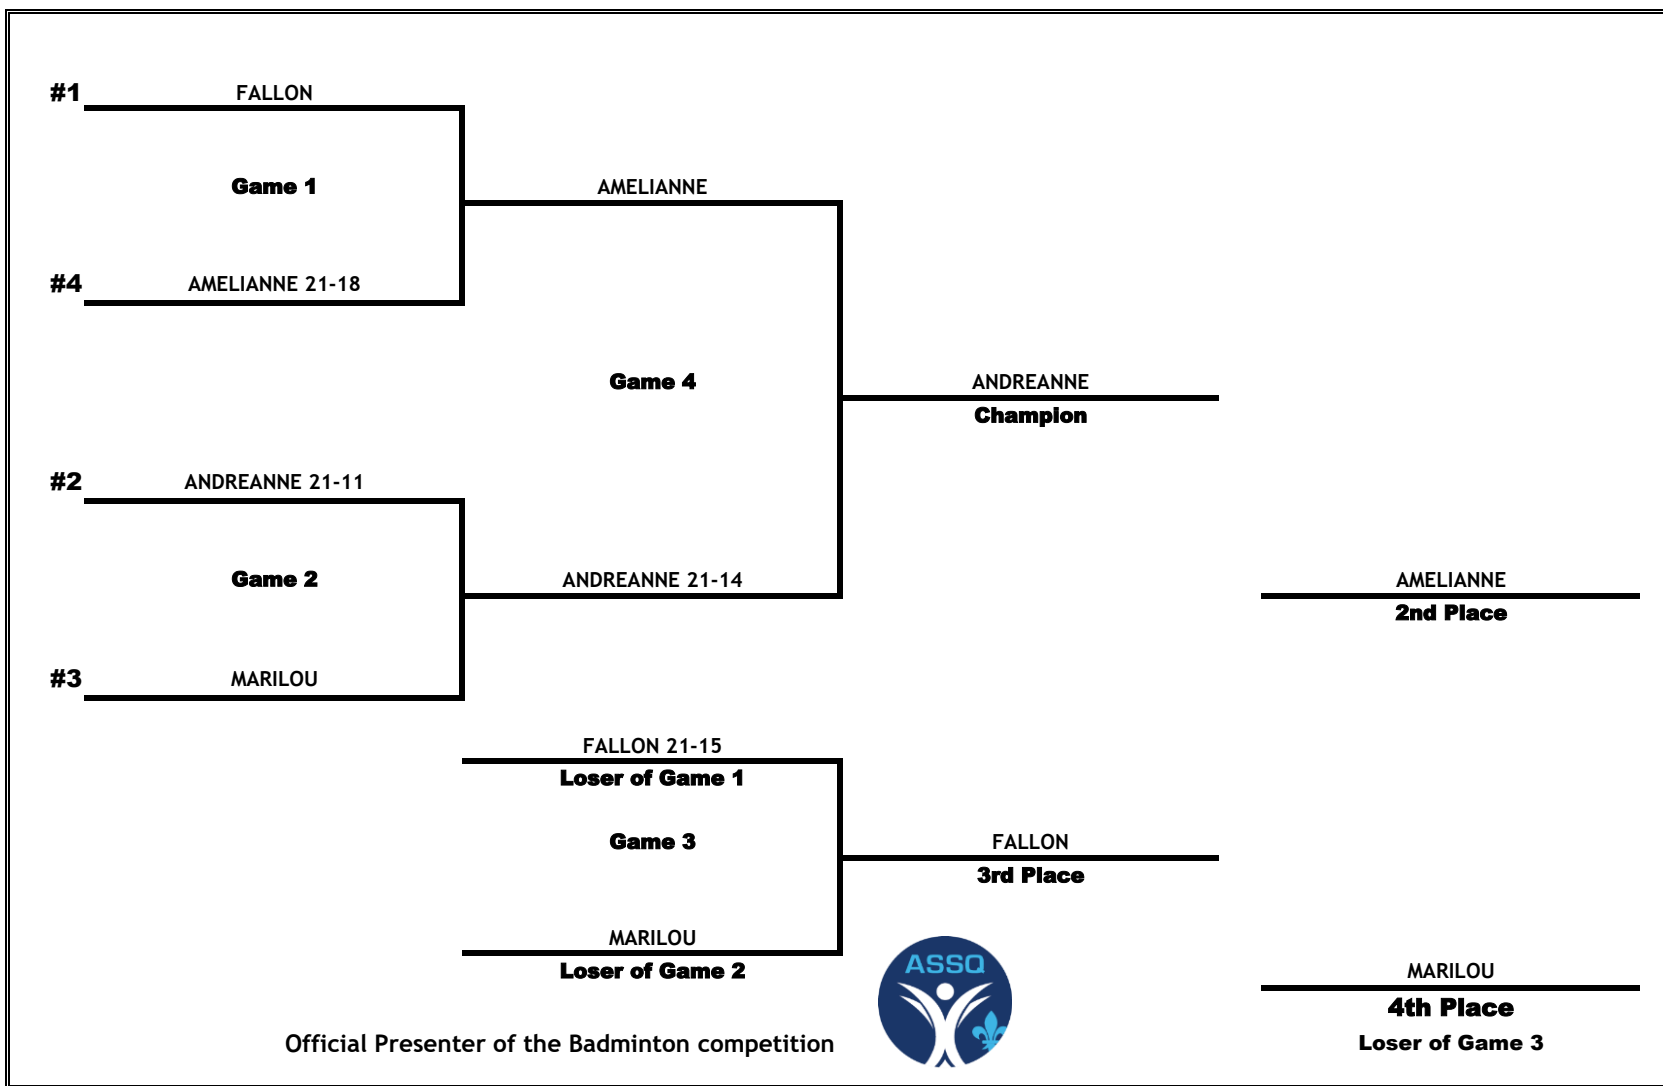 #1 FALLON
Game 1 AMELIANNE
#4 AMELIANNE 21-18
Game 4 ANDREANNE
Champion
#2 ANDREANNE 21-11
Game 2 ANDREANNE 21-14 AMELIANNE
2nd Place
#3 MARILOU
FALLON 21-15
Loser of Game 1
Game 3 FALLON
3rd Place
MARILOU
Loser of Game 2
ASSQ
MARILOU
4th Place
Official Presenter of the Badminton competition
Loser of Game 3